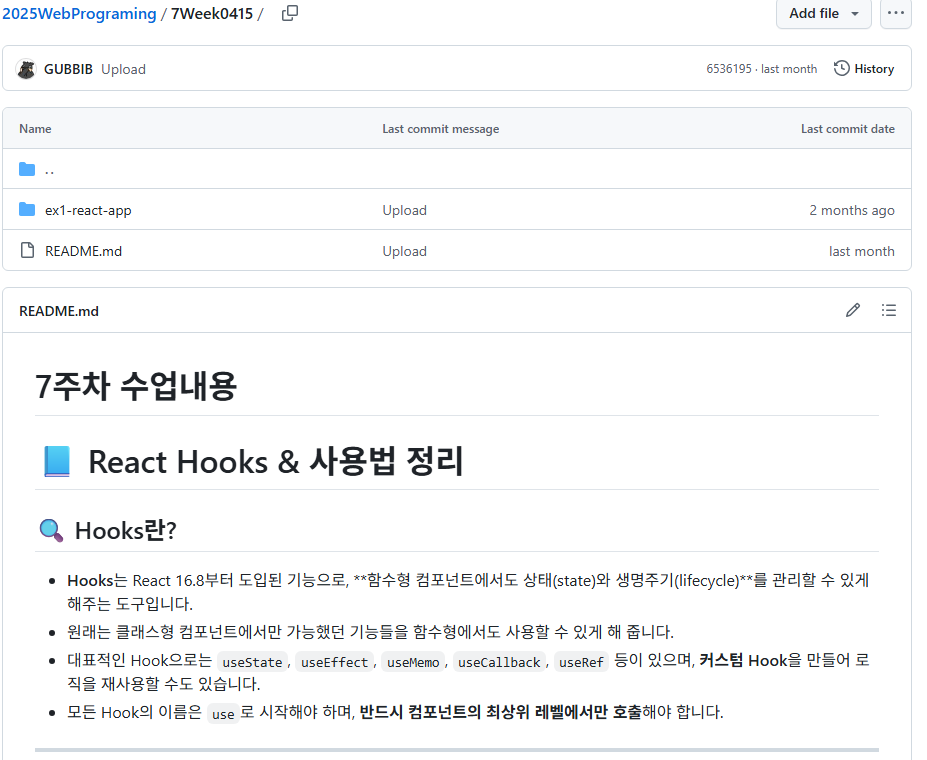 2025WebPrograming / 7Week0415 /
Add file
GUBBIB Upload
6536195 · last month
History
Name Last commit message Last commit date
..
ex1-react-app Upload 2 months ago
README.md Upload last month
README.md
7주차 수업내용
📘 React Hooks & 사용법 정리
🔍 Hooks란?
Hooks는 React 16.8부터 도입된 기능으로, **함수형 컴포넌트에서도 상태(state)와 생명주기(lifecycle)**를 관리할 수 있게
해주는 도구입니다.
원래는 클래스형 컴포넌트에서만 가능했던 기능들을 함수형에서도 사용할 수 있게 해 줍니다.
대표적인 Hook으로는 useState, useEffect, useMemo, useCallback, useRef 등이 있으며, 커스텀 Hook을 만들어 로
직을 재사용할 수도 있습니다.
모든 Hook의 이름은 use로 시작해야 하며, 반드시 컴포넌트의 최상위 레벨에서만 호출해야 합니다.